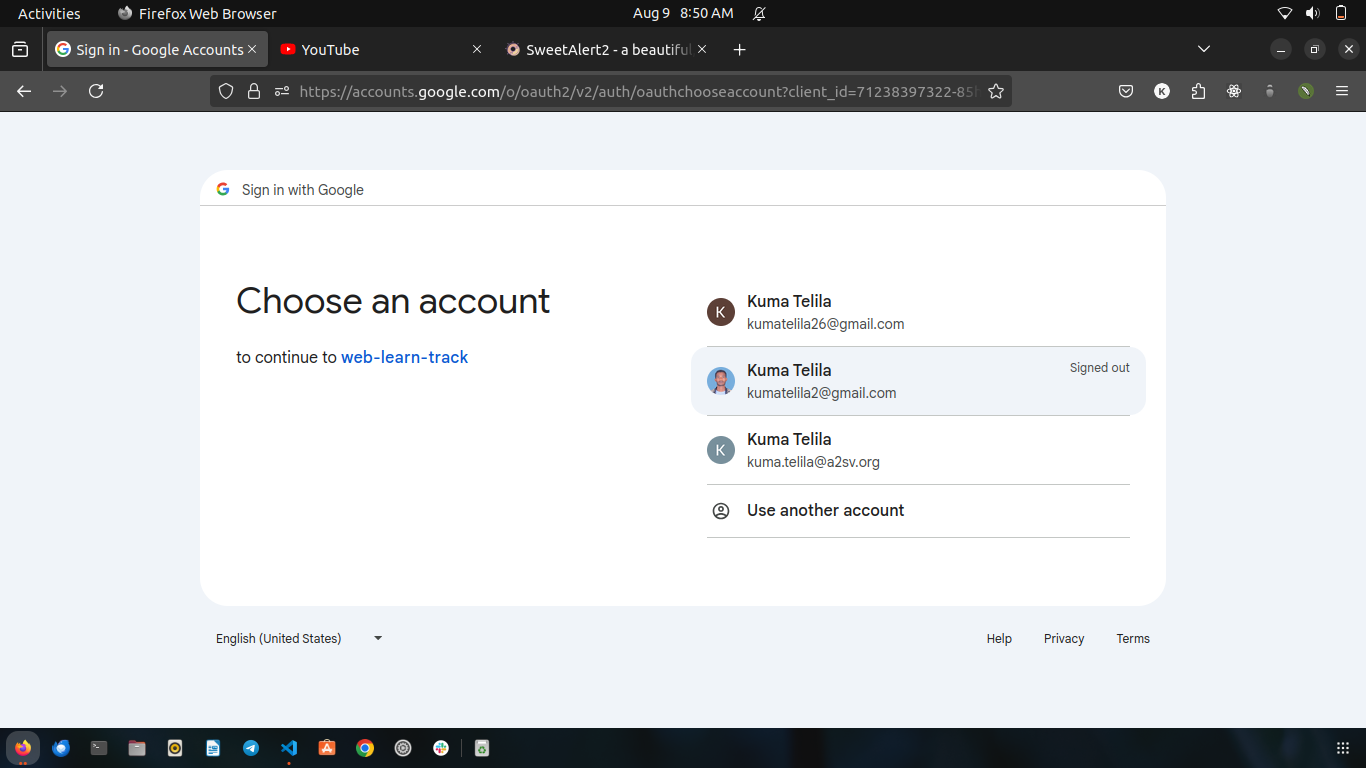 Activities Firefox Web Browser Aug 9 8:50 AM
Sign in - Google Accounts YouTube SweetAlert2 - a beautiful
https://accounts.google.com/o/oauth2/v2/auth/oauthchooseaccount?client_id=71238397322-85
Sign in with Google
Choose an account
to continue to web-learn-track
Kuma Telila
kumatelila26@gmail.com
Kuma Telila
Signed out
kumatelila2@gmail.com
Kuma Telila
kuma.telila@a2sv.org
Use another account
English (United States) Help Privacy Terms